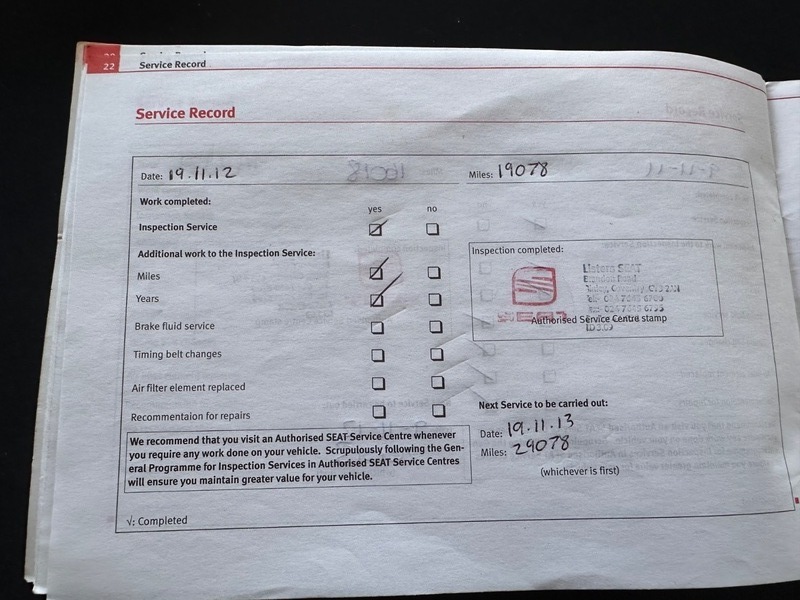 22 Service Record
Service Record
Date: 19.11.12 Miles: 19078
Work completed:
yes no
Inspection Service
Additional work to the Inspection Service:
Miles
Years
Brake fluid service
Timing belt changes
Air filter element replaced
Recommentaion for repairs
Inspection completed:
Listers SEAT
SEAT
Authorised Service Centre stamp
We recommend that you visit an Authorised SEAT Service Centre whenever
you require any work done on your vehicle. Scrupulously following the Gen-
eral Programme for Inspection Services in Authorised SEAT Service Centres
will ensure you maintain greater value for your vehicle.
Next Service to be carried out:
Date: 19.11.13
Miles: 29078
(whichever is first)
√: Completed